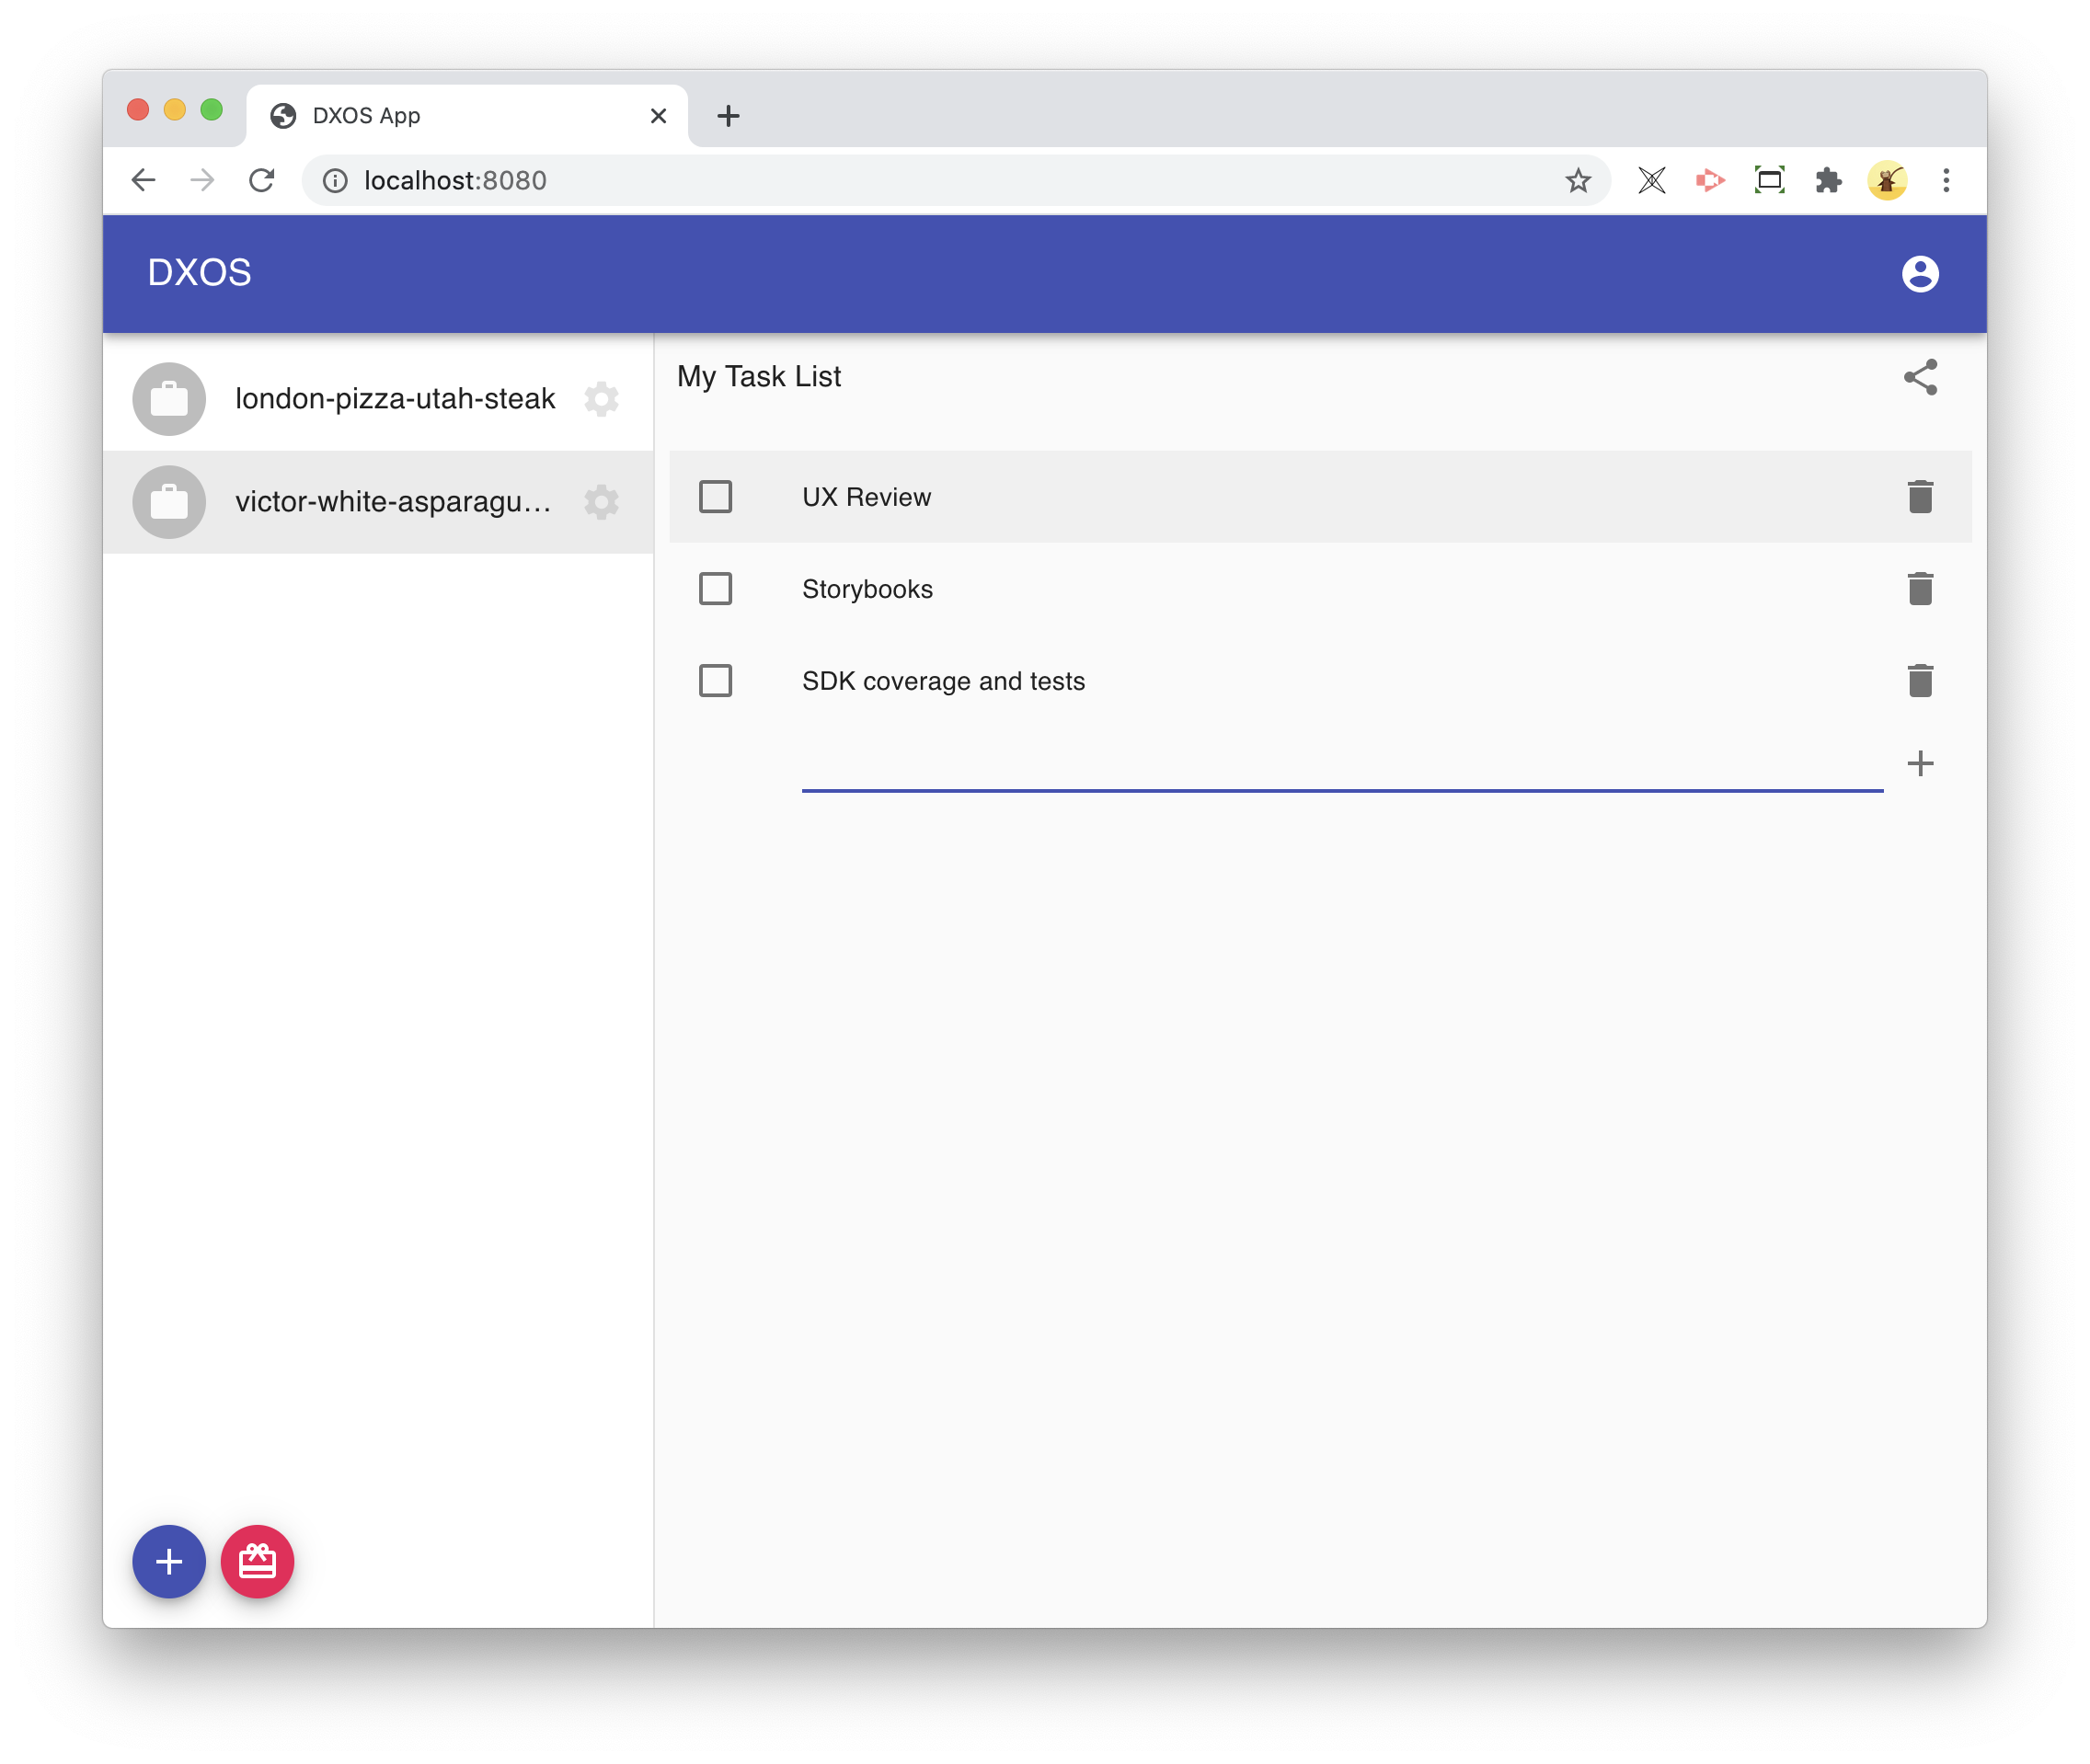 DXOS App
localhost:8080
DXOS
london-pizza-utah-steak
victor-white-asparagu...
My Task List
UX Review
Storybooks
SDK coverage and tests